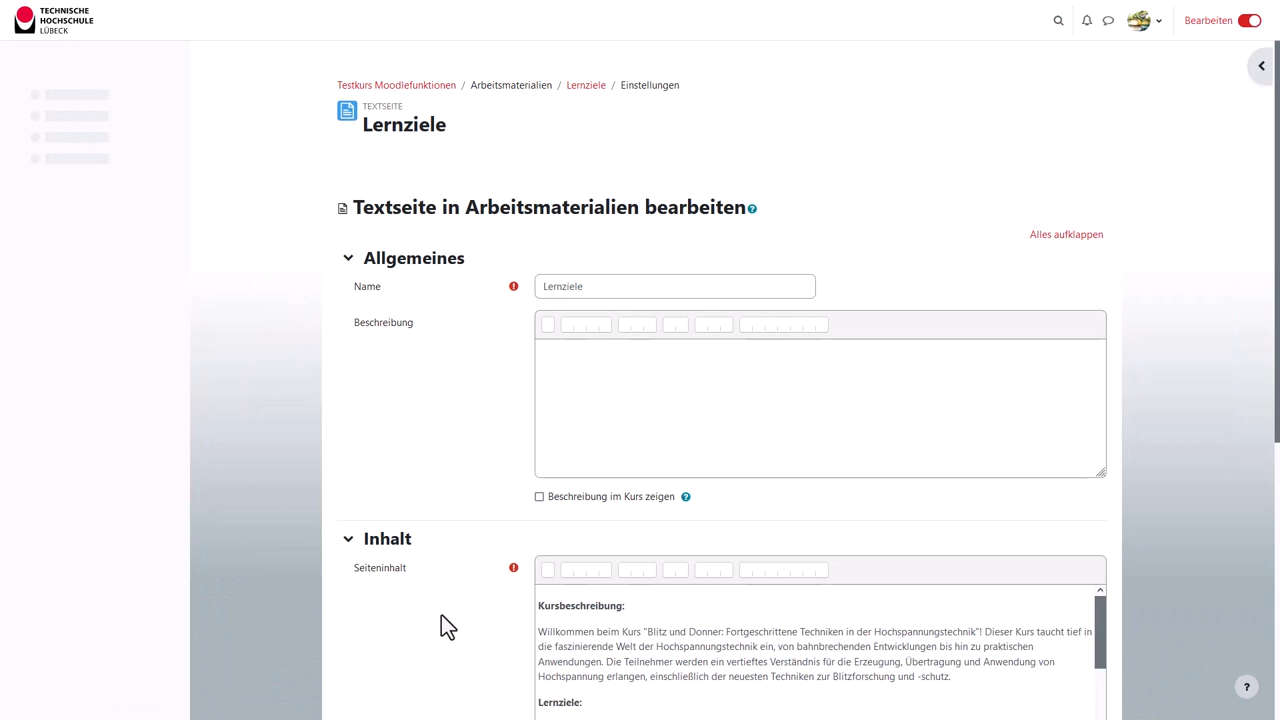 TECHNISCHE
HOCHSCHULE
LÜBECK
Bearbeiten
Testkurs Moodlefunktionen / Arbeitsmaterialien / Lernziele / Einstellungen
TEXTSEITE
Lernziele
Textseite in Arbeitsmaterialien bearbeiten
Alles aufklappen
Allgemeines
Name
Lernziele
Beschreibung
Beschreibung im Kurs zeigen
Inhalt
Seiteninhalt
Kursbeschreibung:
Willkommen beim Kurs "Blitz und Donner: Fortgeschrittene Techniken in der Hochspannungstechnik"! Dieser Kurs taucht tief in
die faszinierende Welt der Hochspannungstechnik ein, von bahnbrechenden Entwicklungen bis hin zu praktischen
Anwendungen. Die Teilnehmer werden ein vertieftes Verständnis für die Erzeugung, Übertragung und Anwendung von
Hochspannung erlangen, einschließlich der neuesten Techniken zur Blitzforschung und -schutz.
Lernziele: